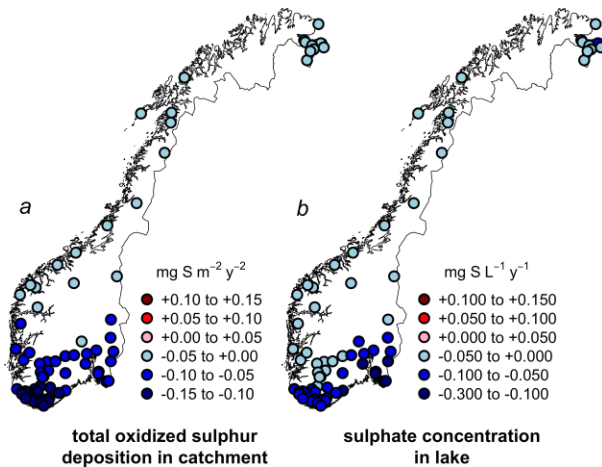 a
mg S m⁻² y⁻²
+0.10 to +0.15
+0.05 to +0.10
+0.00 to +0.05
-0.05 to +0.00
-0.10 to -0.05
-0.15 to -0.10
total oxidized sulphur
deposition in catchment
b
mg S L⁻¹ y⁻¹
+0.100 to +0.150
+0.050 to +0.100
+0.000 to +0.050
-0.050 to +0.000
-0.100 to -0.050
-0.300 to -0.100
sulphate concentration
in lake